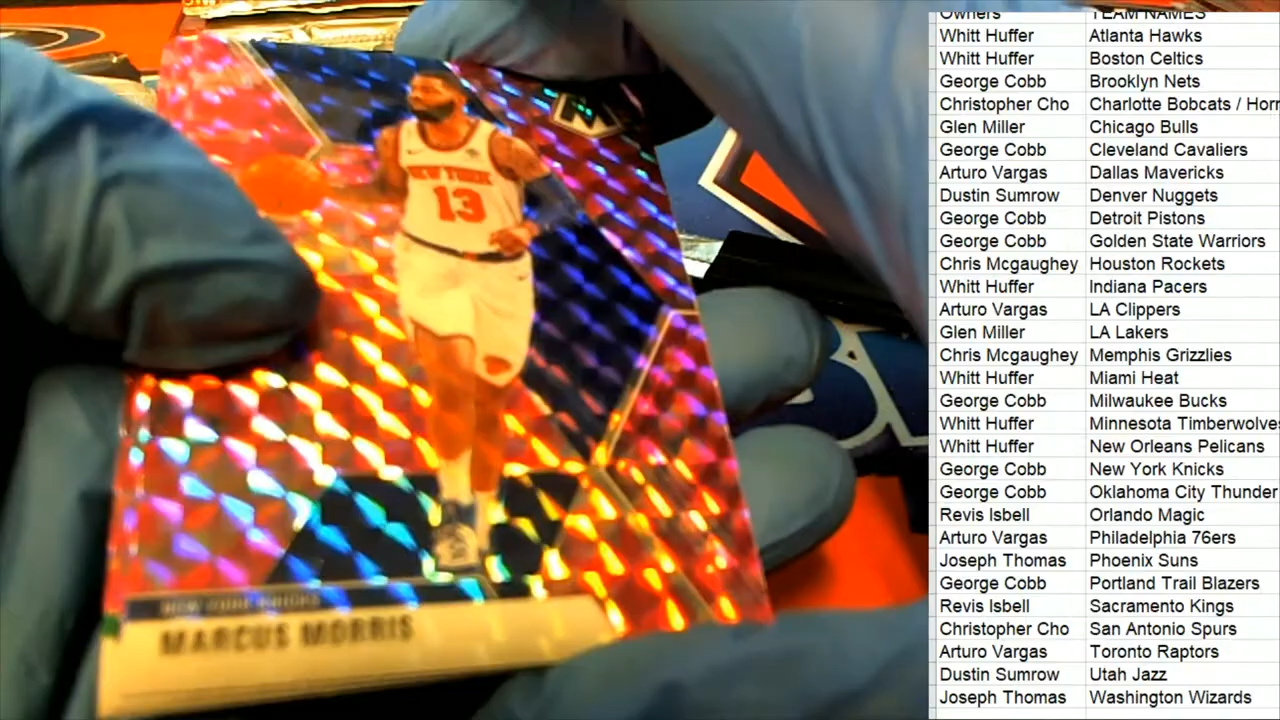 Owners TEAM NAMES
Whitt Huffer Atlanta Hawks
Whitt Huffer Boston Celtics
George Cobb Brooklyn Nets
Christopher Cho Charlotte Bobcats / Horr
Glen Miller Chicago Bulls
George Cobb Cleveland Cavaliers
Arturo Vargas Dallas Mavericks
Dustin Sumrow Denver Nuggets
George Cobb Detroit Pistons
George Cobb Golden State Warriors
Chris Mcgaughey Houston Rockets
Whitt Huffer Indiana Pacers
Arturo Vargas LA Clippers
Glen Miller LA Lakers
Chris Mcgaughey Memphis Grizzlies
Whitt Huffer Miami Heat
George Cobb Milwaukee Bucks
Whitt Huffer Minnesota Timberwolves
Whitt Huffer New Orleans Pelicans
George Cobb New York Knicks
George Cobb Oklahoma City Thunder
Revis Isbell Orlando Magic
Arturo Vargas Philadelphia 76ers
Joseph Thomas Phoenix Suns
George Cobb Portland Trail Blazers
Revis Isbell Sacramento Kings
Christopher Cho San Antonio Spurs
Arturo Vargas Toronto Raptors
Dustin Sumrow Utah Jazz
Joseph Thomas Washington Wizards
M
NEW YORK
13
NEW YORK KNICKS
MARCUS MORRIS